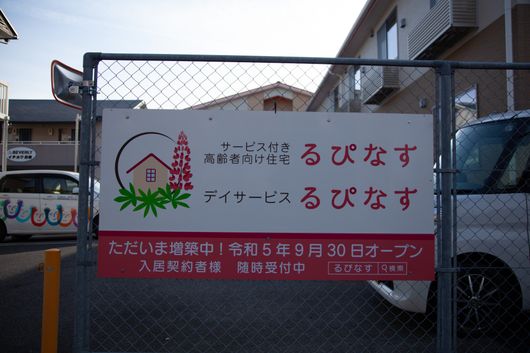 サービス付き
高齢者向け住宅
るぴなす
デイサービス るぴなす
ただいま増築中！令和5年9月30日オープン
入居契約者様 随時受付中 るぴなす 検索
BEVERLY